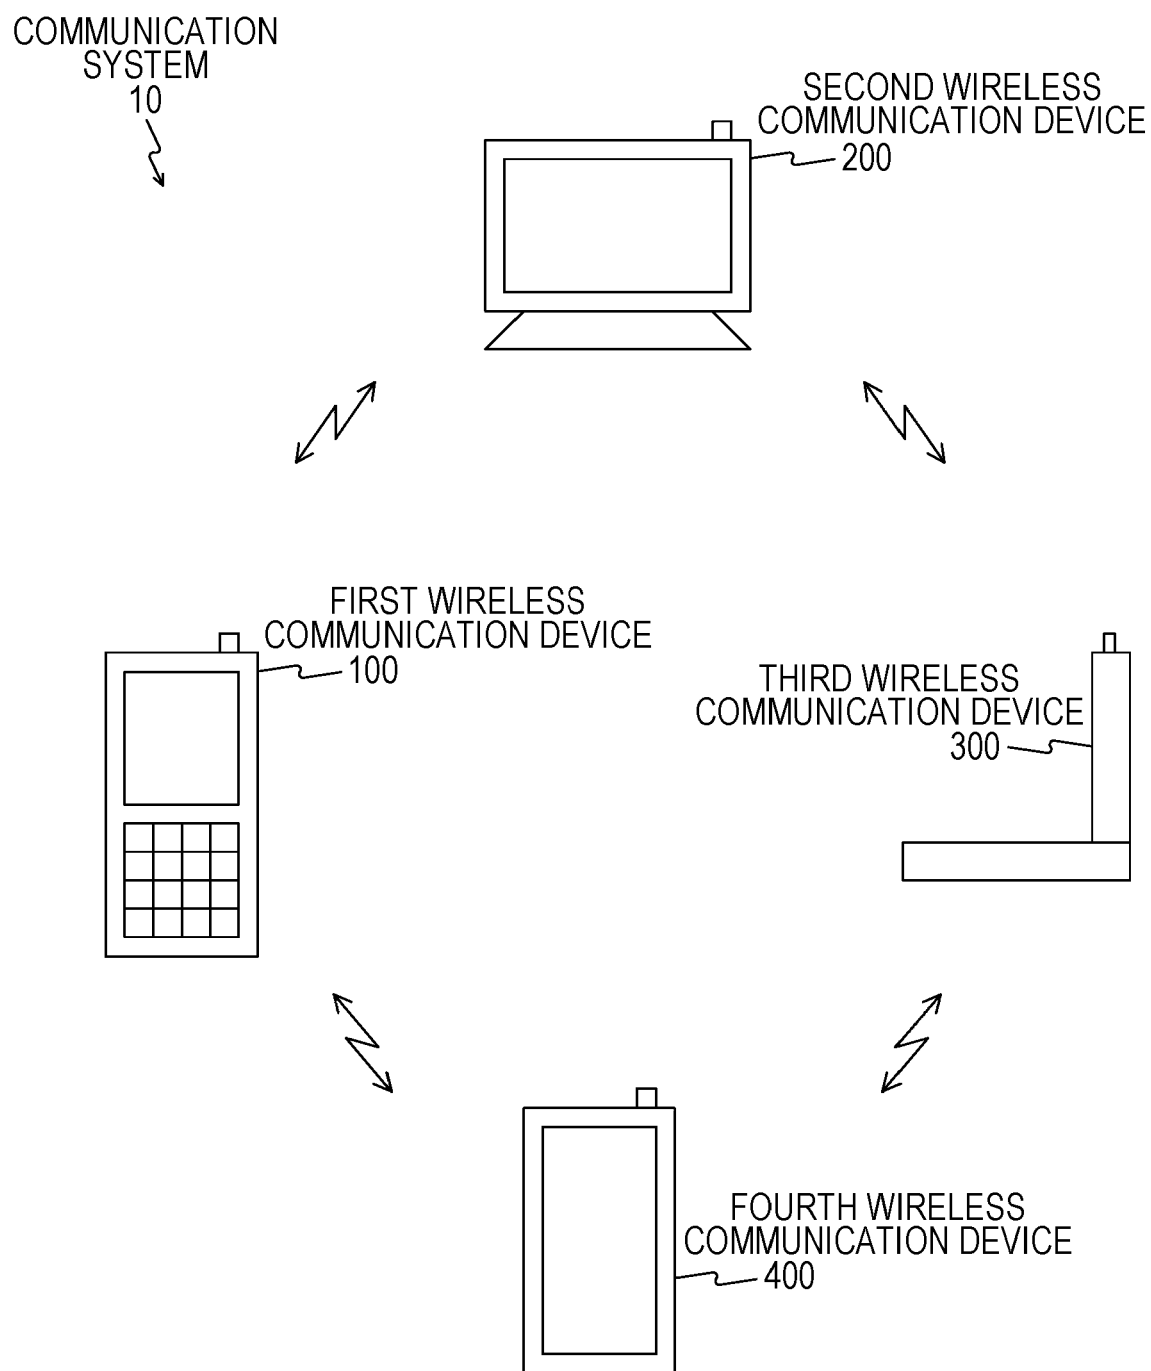 COMMUNICATION
SYSTEM
10
SECOND WIRELESS
COMMUNICATION DEVICE
200
FIRST WIRELESS
COMMUNICATION DEVICE
100
THIRD WIRELESS
COMMUNICATION DEVICE
300
FOURTH WIRELESS
COMMUNICATION DEVICE
400